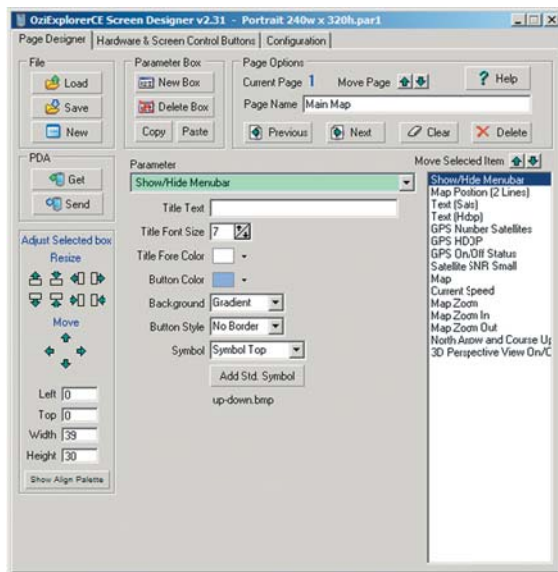 OziExplorerCE Screen Designer v2.31 - Portrait 240w x 320h.par1
Page Designer
Hardware & Screen Control Buttons
Configuration
File
Load
Save
New
Parameter Box
New Box
Delete Box
Copy
Paste
Page Options
Current Page 1
Move Page
Help
Page Name Main Map
Previous
Next
Clear
Delete
PDA
Get
Send
Parameter
Show/Hide Menubar
Title Text
Title Font Size 7
Title Fore Color
Button Color
Background Gradient
Button Style No Border
Symbol Symbol Top
Add Std. Symbol
up-down.bmp
Adjust Selected box
Resize
Move
Left 0
Top 0
Width 39
Height 30
Show Align Palette
Move Selected Item
Show/Hide Menubar
Map Postion (2 Lines)
Text (Sats)
Text (Hdop)
GPS Number Satellites
GPS HDOP
GPS On/Off Status
Satellite SNR Small
Map
Current Speed
Map Zoom
Map Zoom In
Map Zoom Out
North Arrow and Course Up
3D Perspective View On/O